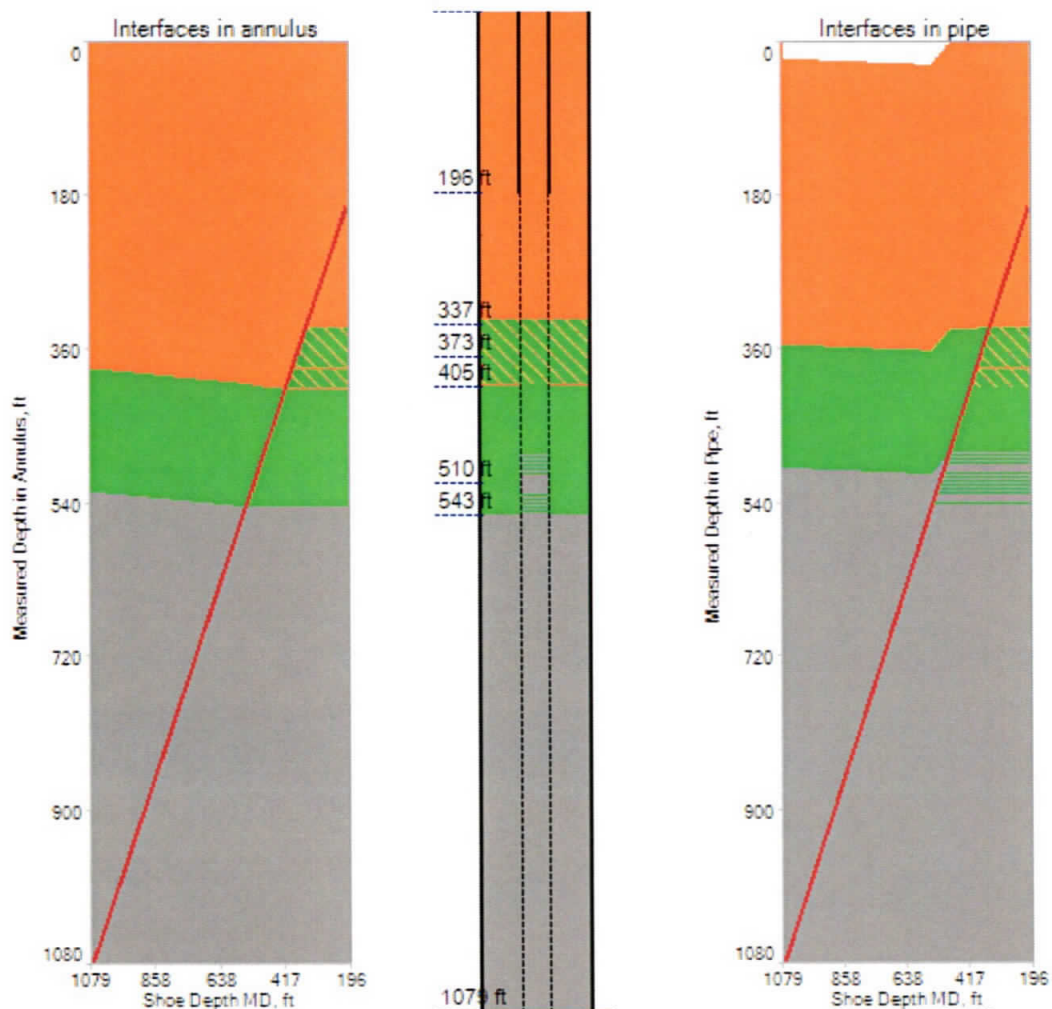 Interfaces in annulus
0
180
360
540
720
900
1080
Measured Depth in Annulus, ft
1079 858 638 417 196
Shoe Depth MD, ft
196 ft
337 ft
373 ft
405 ft
510 ft
543 ft
1079 ft
Interfaces in pipe
0
180
360
540
720
900
1080
Measured Depth in Pipe, ft
1079 858 638 417 196
Shoe Depth MD, ft